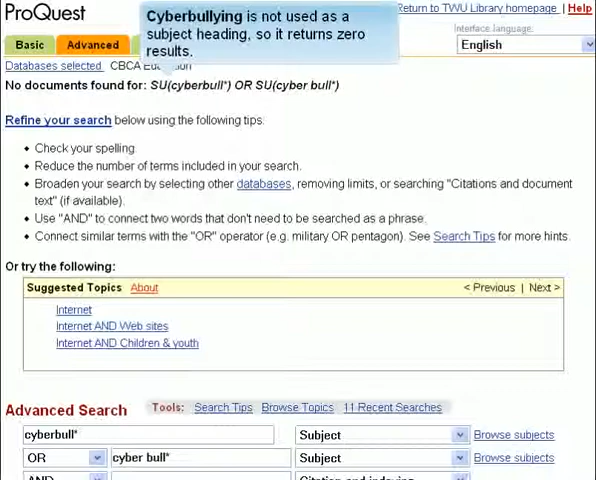 ProQuest
Return to TWU Library homepage | Help
Cyberbullying is not used as a
subject heading, so it returns zero
results.
Interface language:
English
Basic
Advanced
Databases selected CBCA
No documents found for: SU(cyberbull*) OR SU(cyber bull*)
Refine your search below using the following tips.
• Check your spelling
• Reduce the number of terms included in your search.
• Broaden your search by selecting other databases, removing limits, or searching "Citations and document
text" (if available).
• Use "AND" to connect two words that don't need to be searched as a phrase.
• Connect similar terms with the "OR" operator (e.g. military OR pentagon). See Search Tips for more hints.
Or try the following:
Suggested Topics About < Previous | Next >
Internet
Internet AND Web sites
Internet AND Children & youth
Advanced Search Tools: Search Tips Browse Topics 11 Recent Searches
cyberbull* Subject Browse subjects
OR cyber bull* Subject Browse subjects
AND Citation and indexing